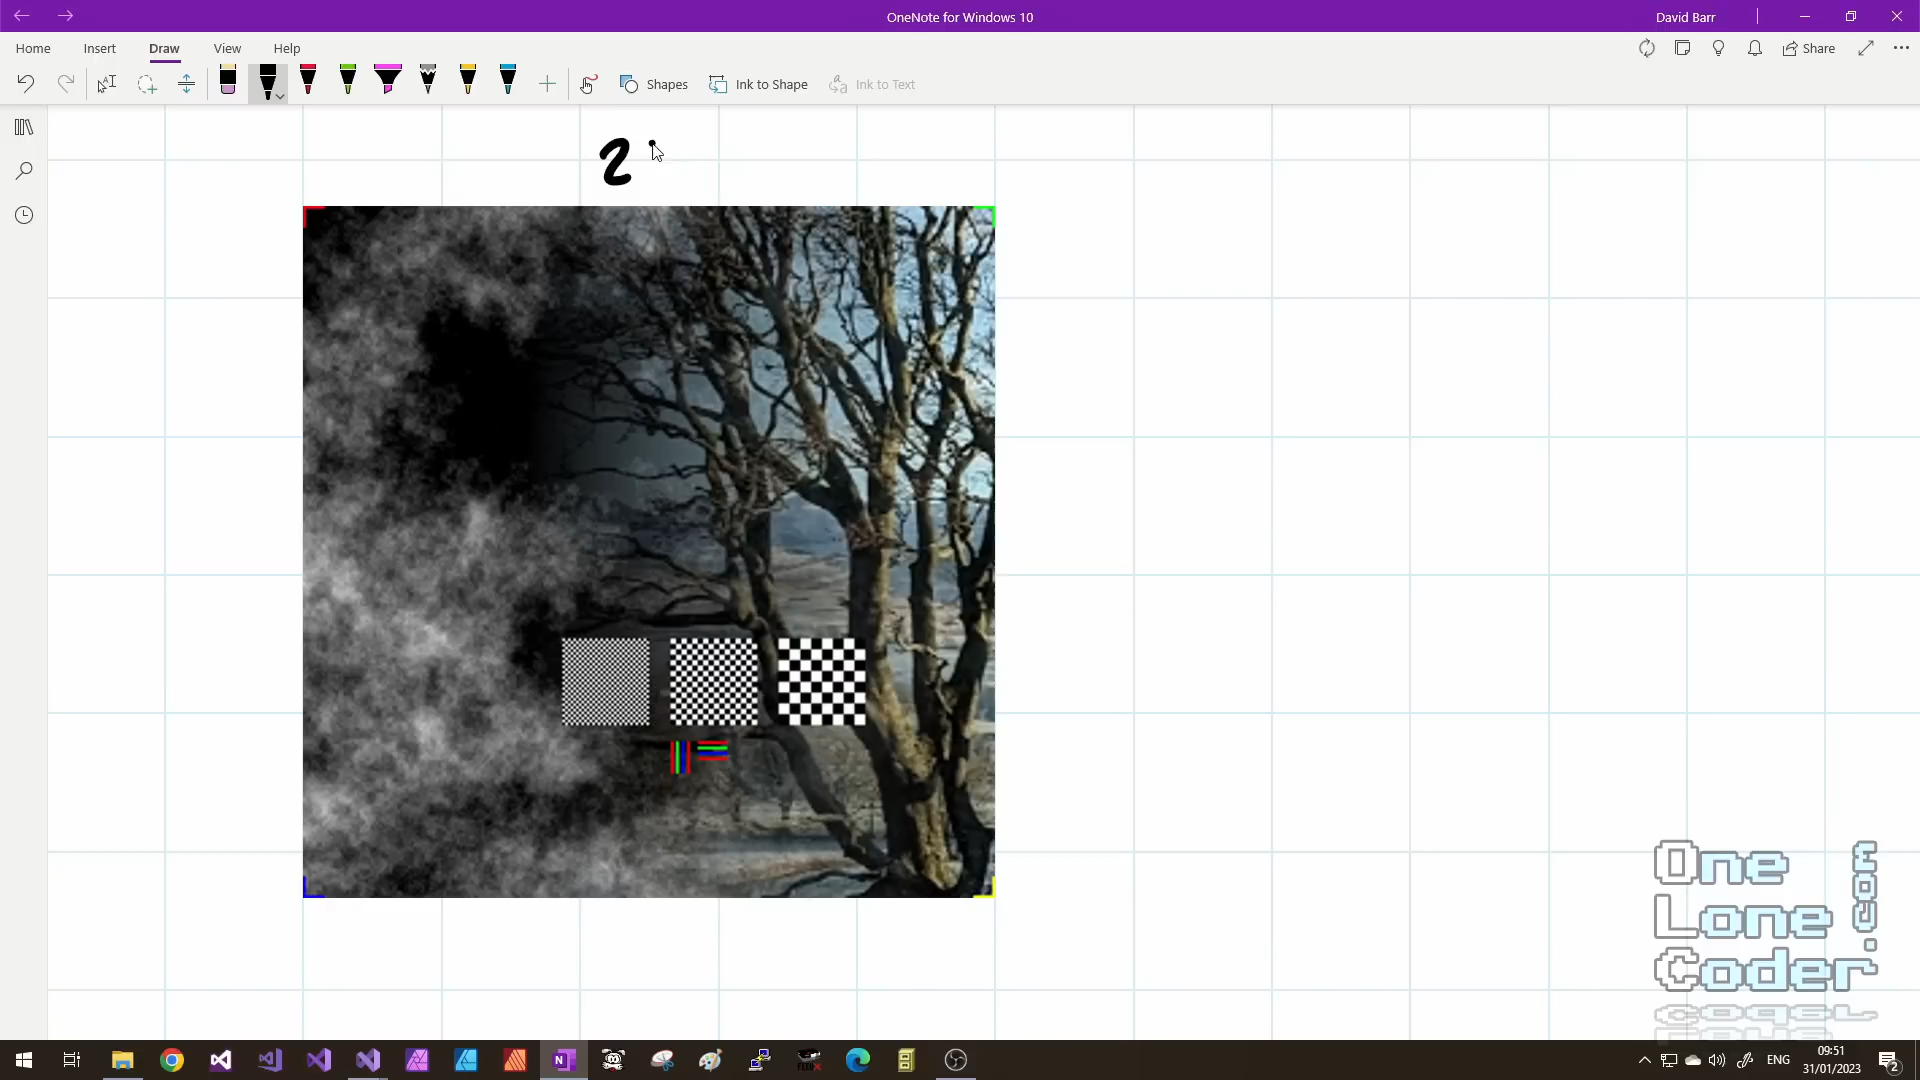 OneNote for Windows 10
David Barr
Home
Insert
Draw
View
Help
Share
Shapes
Ink to Shape
Ink to Text
2
One
Lone
Coder
.com
N
ENG
09:51
31/01/2023
2